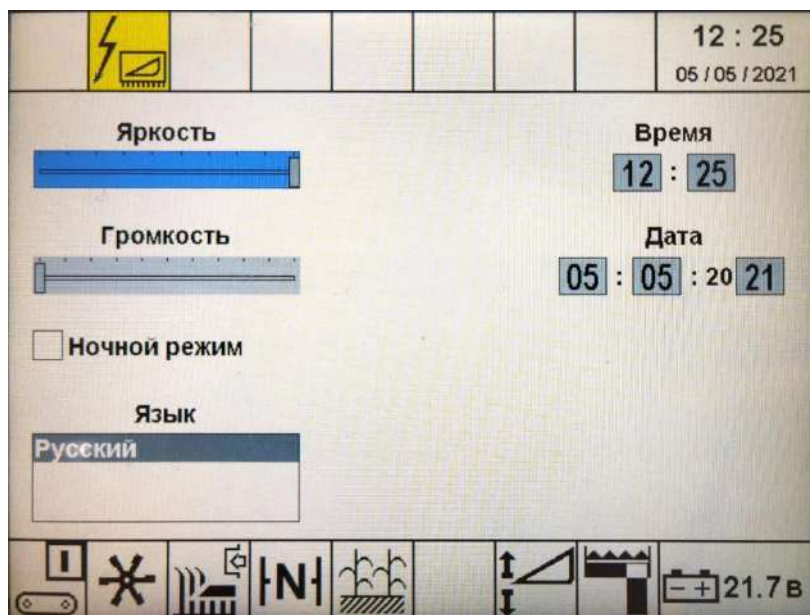 12 : 25
05 / 05 / 2021
Яркость
Время
12 : 25
Громкость
Дата
05 : 05 : 20 21
Ночной режим
Язык
Русский
I
N
- +
21.7 В